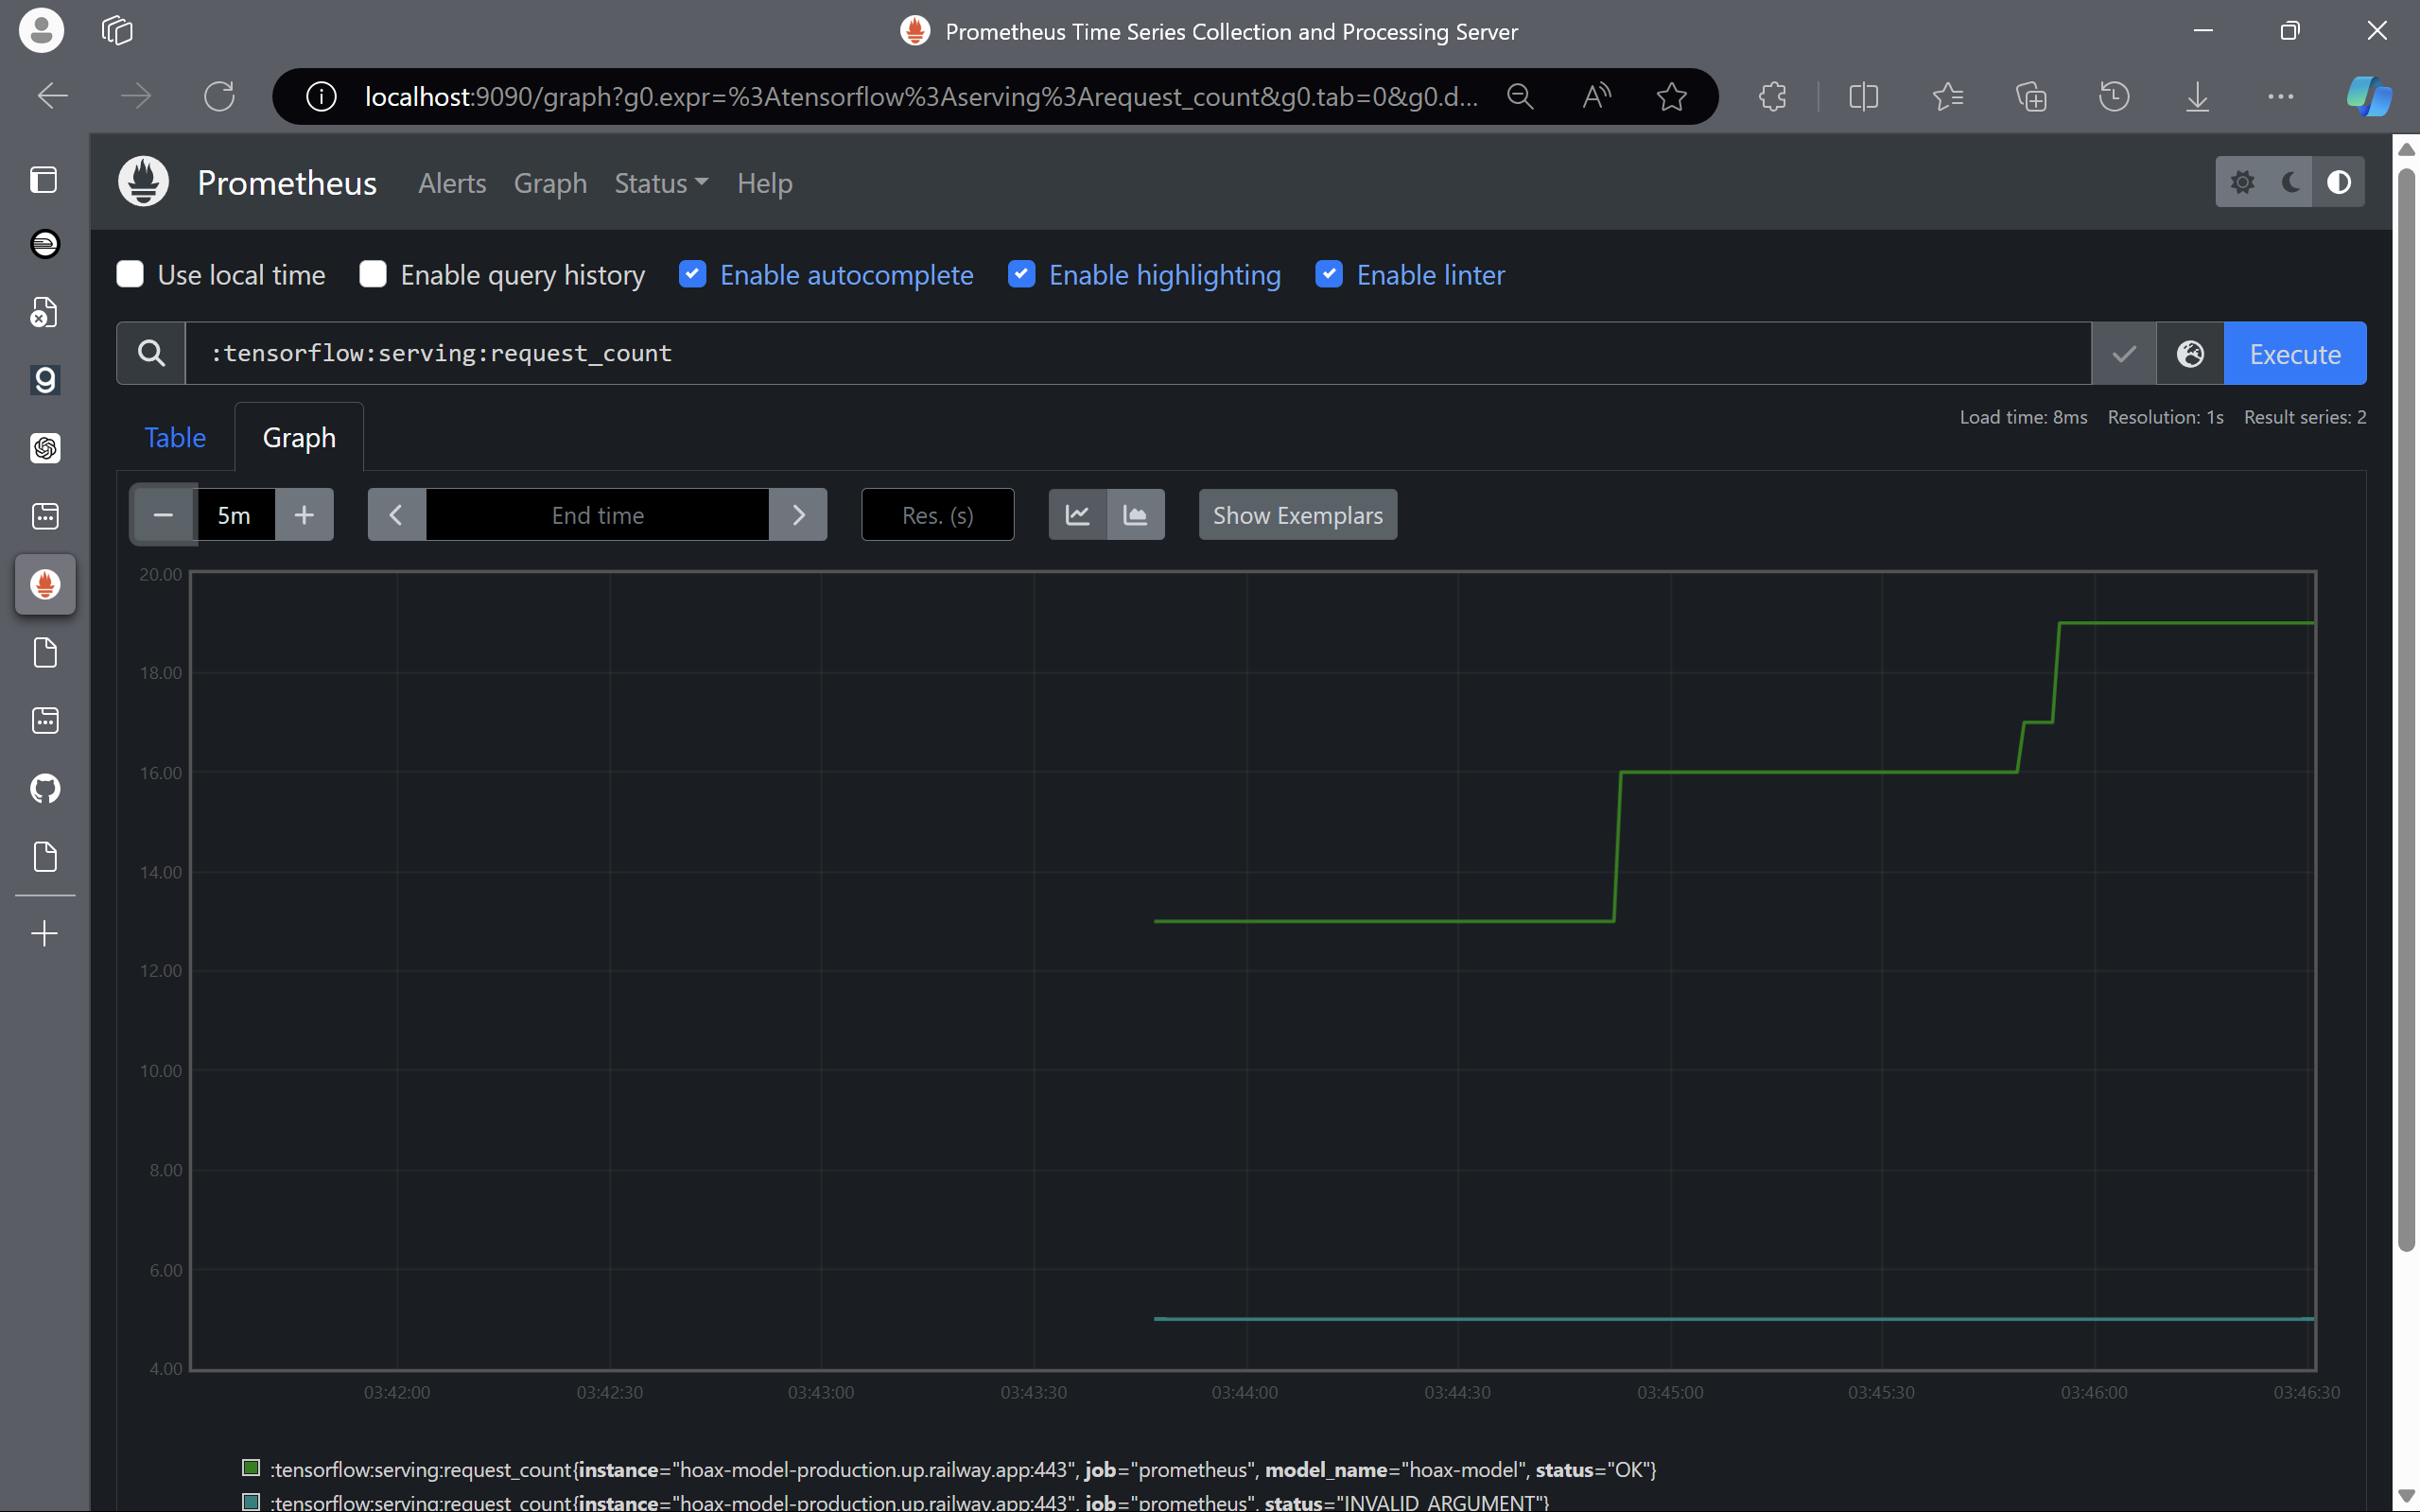 Prometheus Time Series Collection and Processing Server
localhost:9090/graph?g0.expr=%3Atensorflow%3Aserving%3Arequest_count&g0.tab=0&g0.d...
Prometheus Alerts Graph Status Help
Use local time Enable query history Enable autocomplete Enable highlighting Enable linter
:tensorflow:serving:request_count Execute
Load time: 8ms Resolution: 1s Result series: 2
Table Graph
5m End time Res. (s) Show Exemplars
20.00
18.00
16.00
14.00
12.00
10.00
8.00
6.00
4.00
03:42:00 03:42:30 03:43:00 03:43:30 03:44:00 03:44:30 03:45:00 03:45:30 03:46:00 03:46:30
:tensorflow:serving:request_count{instance="hoax-model-production.up.railway.app:443", job="prometheus", model_name="hoax-model", status="OK"}
:tensorflow:serving:request_count{instance="hoax-model-production.up.railway.app:443", job="prometheus", status="INVALID_ARGUMENT"}